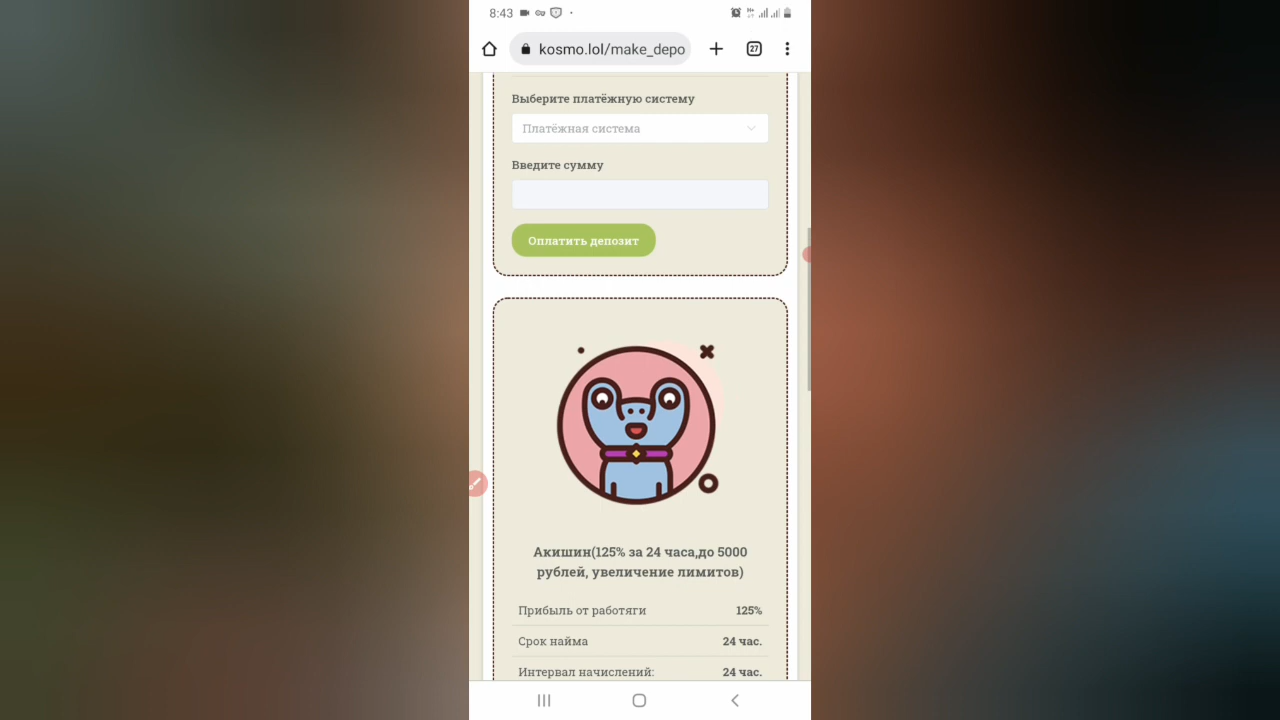 8:43
kosmo.lol/make_depo
27
Выберите платёжную систему
Платёжная система
Введите сумму
Оплатить депозит
Акишин(125% за 24 часа,до 5000
рублей, увеличение лимитов)
Прибыль от работяги 125%
Срок найма 24 час.
Интервал начислений: 24 час.